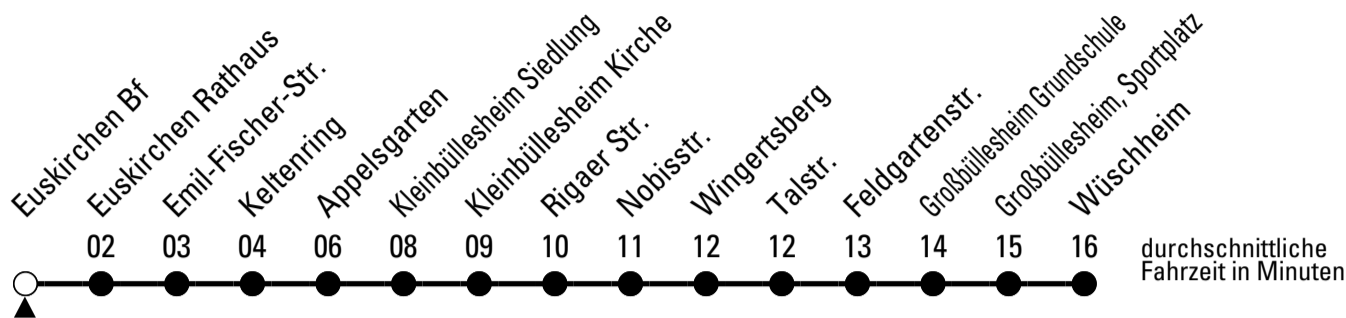 Euskirchen Bf
Euskirchen Rathaus
Emil-Fischer-Str.
Keltenring
Appelsgarten
Kleinbüllesheim Siedlung
Kleinbüllesheim Kirche
Rigaer Str.
Nobisstr.
Wingertsberg
Talstr.
Feldgartenstr.
Großbüllesheim Grundschule
Großbüllesheim, Sportplatz
Wüschheim
02 03 04 06 08 09 10 11 12 12 13 14 15 16
durchschnittliche
Fahrzeit in Minuten